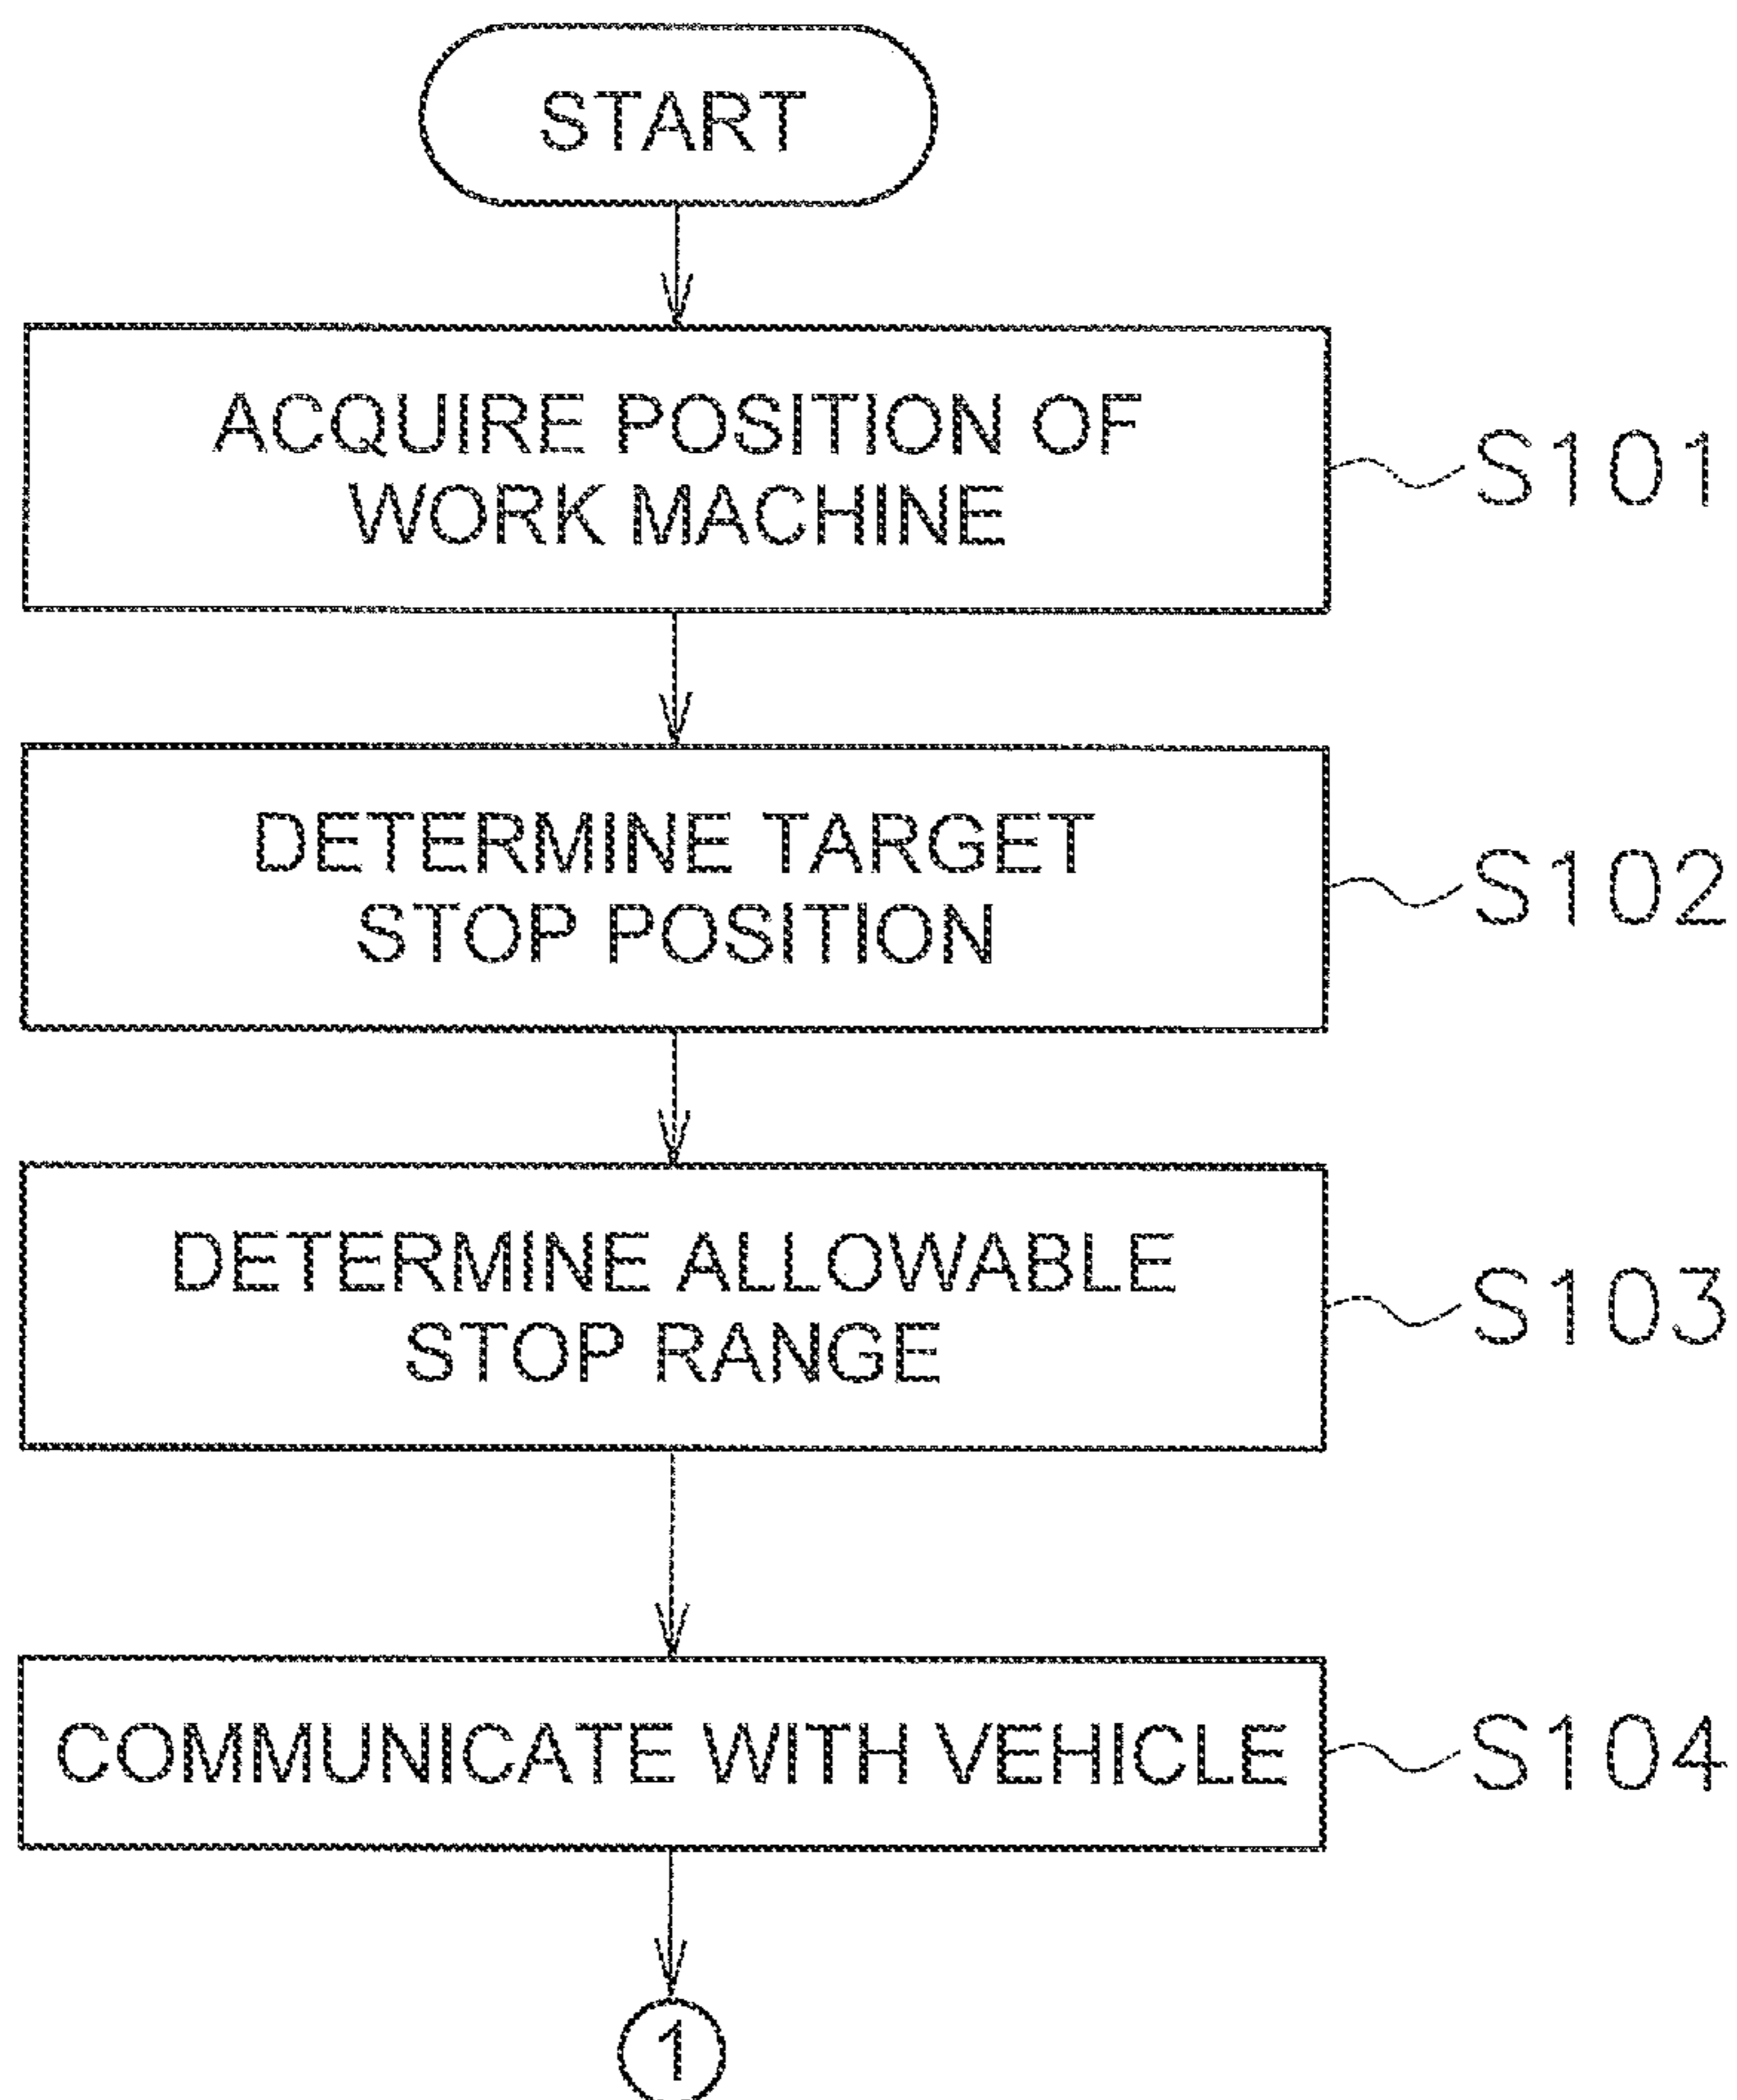 START
ACQUIRE POSITION OF
WORK MACHINE
S101
DETERMINE TARGET
STOP POSITION
S102
DETERMINE ALLOWABLE
STOP RANGE
S103
COMMUNICATE WITH VEHICLE
S104
1